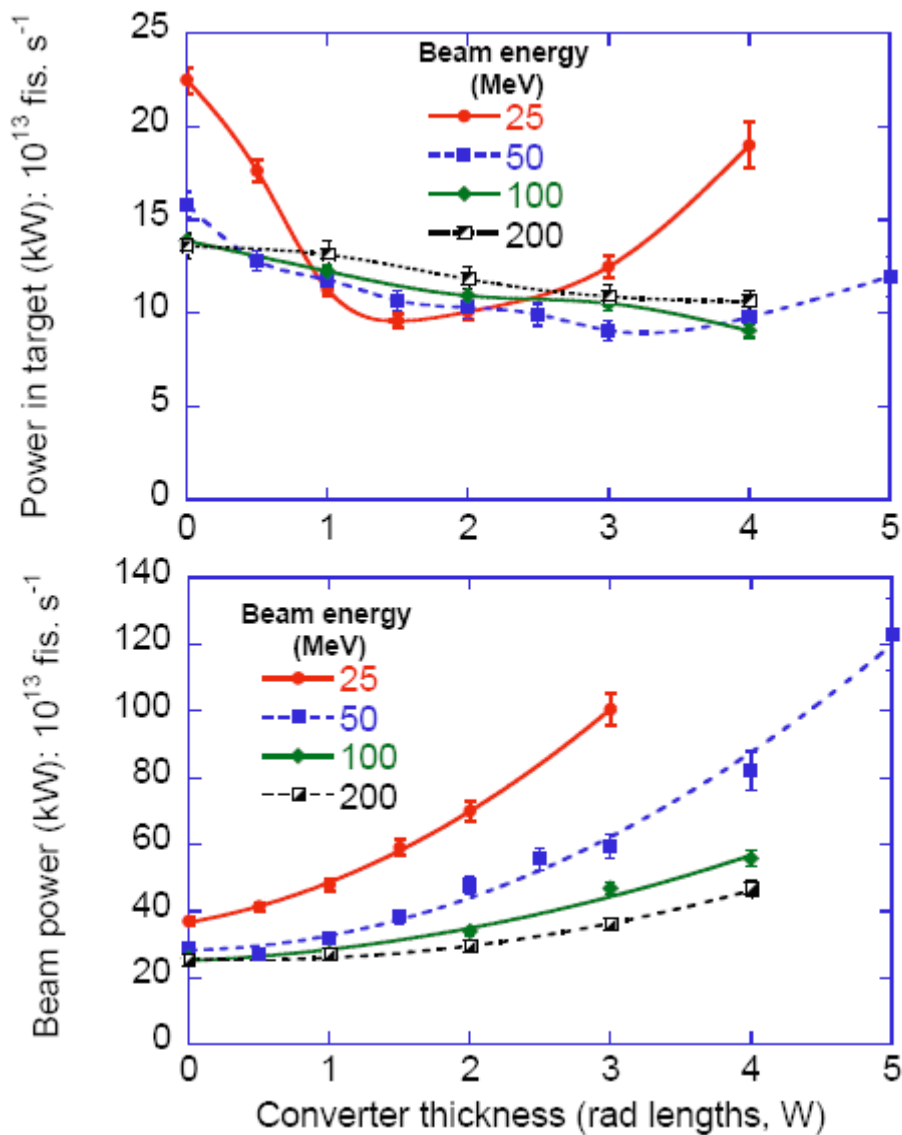 Power in target (kW): 10¹³ fis. s⁻¹
25
20
15
10
5
0
Beam energy
(MeV)
25
50
100
200
0 1 2 3 4 5
Beam power (kW): 10¹³ fis. s⁻¹
140
120
100
80
60
40
20
0
Beam energy
(MeV)
25
50
100
200
0 1 2 3 4 5
Converter thickness (rad lengths, W)